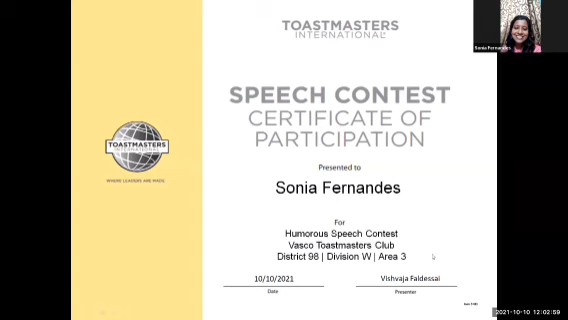 TOASTMASTERS
INTERNATIONAL
Sonia Fernandes
SPEECH CONTEST
CERTIFICATE OF
PARTICIPATION
TOASTMASTERS
INTERNATIONAL
WHERE LEADERS ARE MADE
Presented to
Sonia Fernandes
For
Humorous Speech Contest
Vasco Toastmasters Club
District 98 | Division W | Area 3
10/10/2021
Vishvaja Faldessai
Date
Presenter
2021-10-10 12:02:59